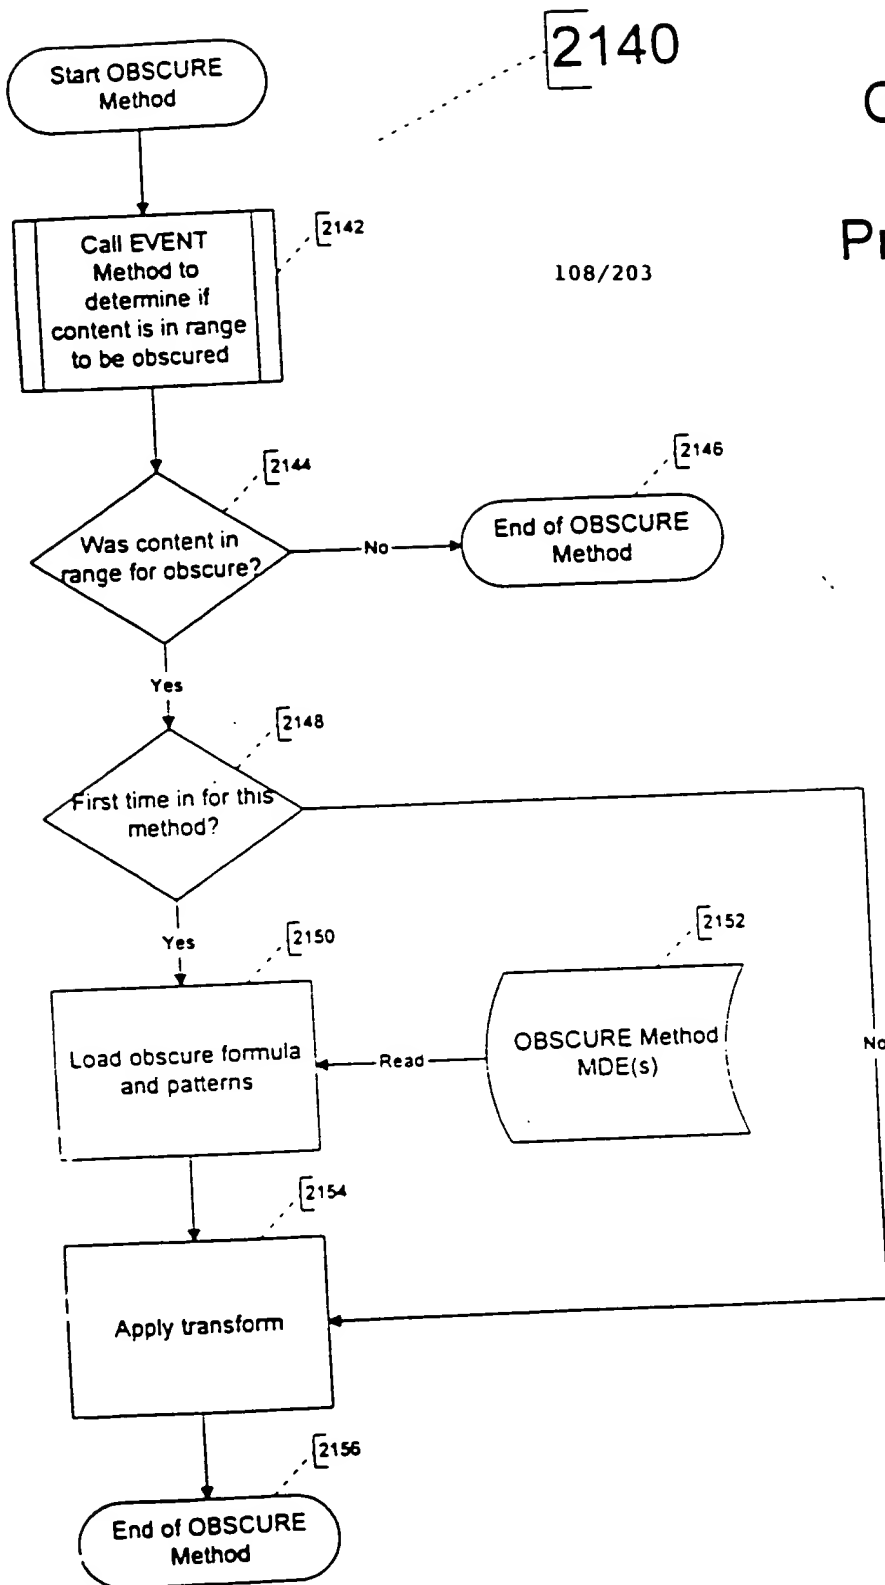 2140
Start OBSCURE
Method
2142
Call EVENT
Method to
determine if
content is in range
to be obscured
108/203
2144
2146
Was content in
range for obscure?
No
End of OBSCURE
Method
Yes
2148
First time in for this
method?
Yes
2150
2152
Load obscure formula
and patterns
Read
OBSCURE Method
MDE(s)
No
2154
Apply transform
2156
End of OBSCURE
Method